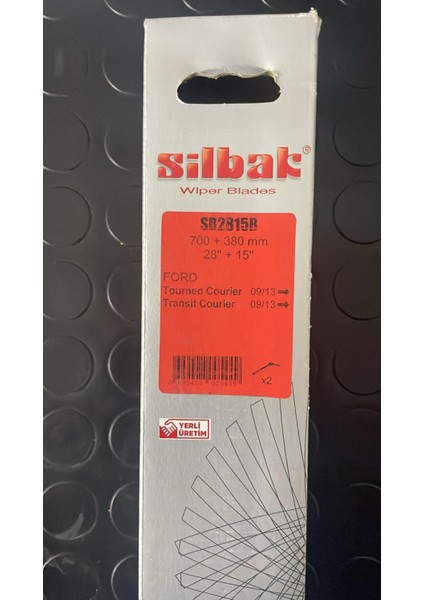 silbak®
Wiper Blades
SB2815B
700 + 380 mm
28" + 15"
FORD
Tourneo Courier 09/13
Transit Courier 09/13
x2
YERLİ
ÜRETİM